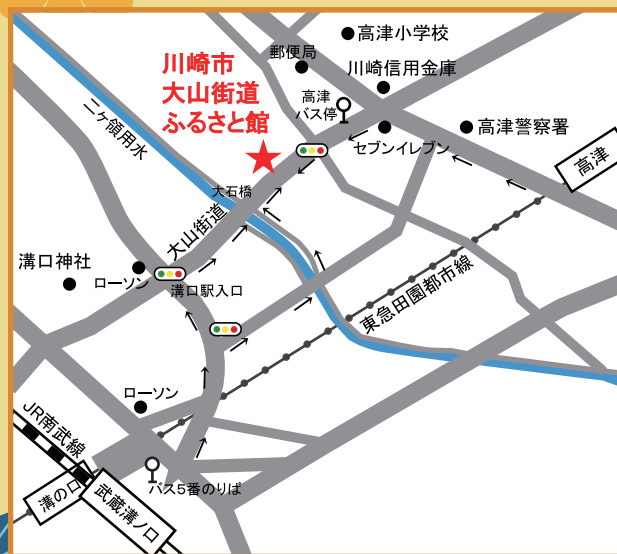 高津小学校
郵便局
川崎信用金庫
川崎市
大山街道
ふるさと館
高津
バス停
セブンイレブン
高津警察署
高津
二ヶ領用水
大石橋
大山街道
溝口神社
ローソン
溝口駅入口
東急田園都市線
ローソン
JR南武線
バス5番のりば
溝の口
武蔵溝ノ口